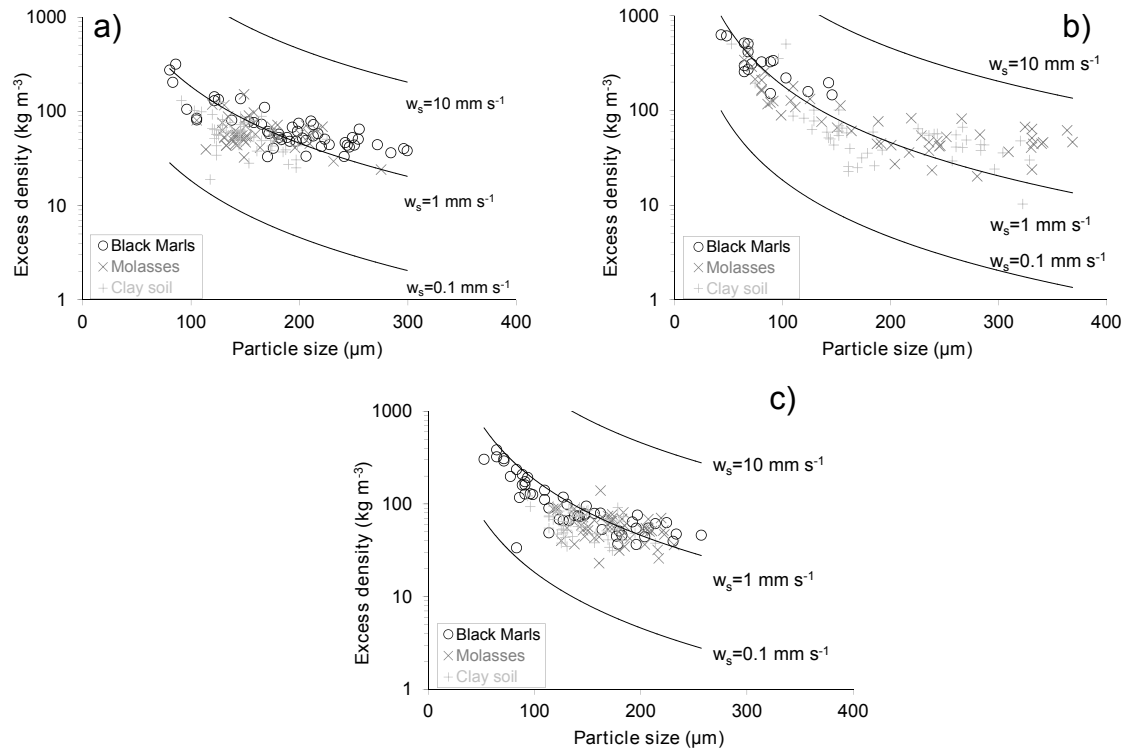 a)
1000
100
10
1
0
100
200
300
400
Excess density (kg m⁻³)
Particle size (µm)
wₛ=10 mm s⁻¹
wₛ=1 mm s⁻¹
wₛ=0.1 mm s⁻¹
Black Marls
Molasses
Clay soil
b)
1000
100
10
1
0
100
200
300
400
Excess density (kg m⁻³)
Particle size (µm)
wₛ=10 mm s⁻¹
wₛ=1 mm s⁻¹
wₛ=0.1 mm s⁻¹
Black Marls
Molasses
Clay soil
c)
1000
100
10
1
0
100
200
300
400
Excess density (kg m⁻³)
Particle size (µm)
wₛ=10 mm s⁻¹
wₛ=1 mm s⁻¹
wₛ=0.1 mm s⁻¹
Black Marls
Molasses
Clay soil